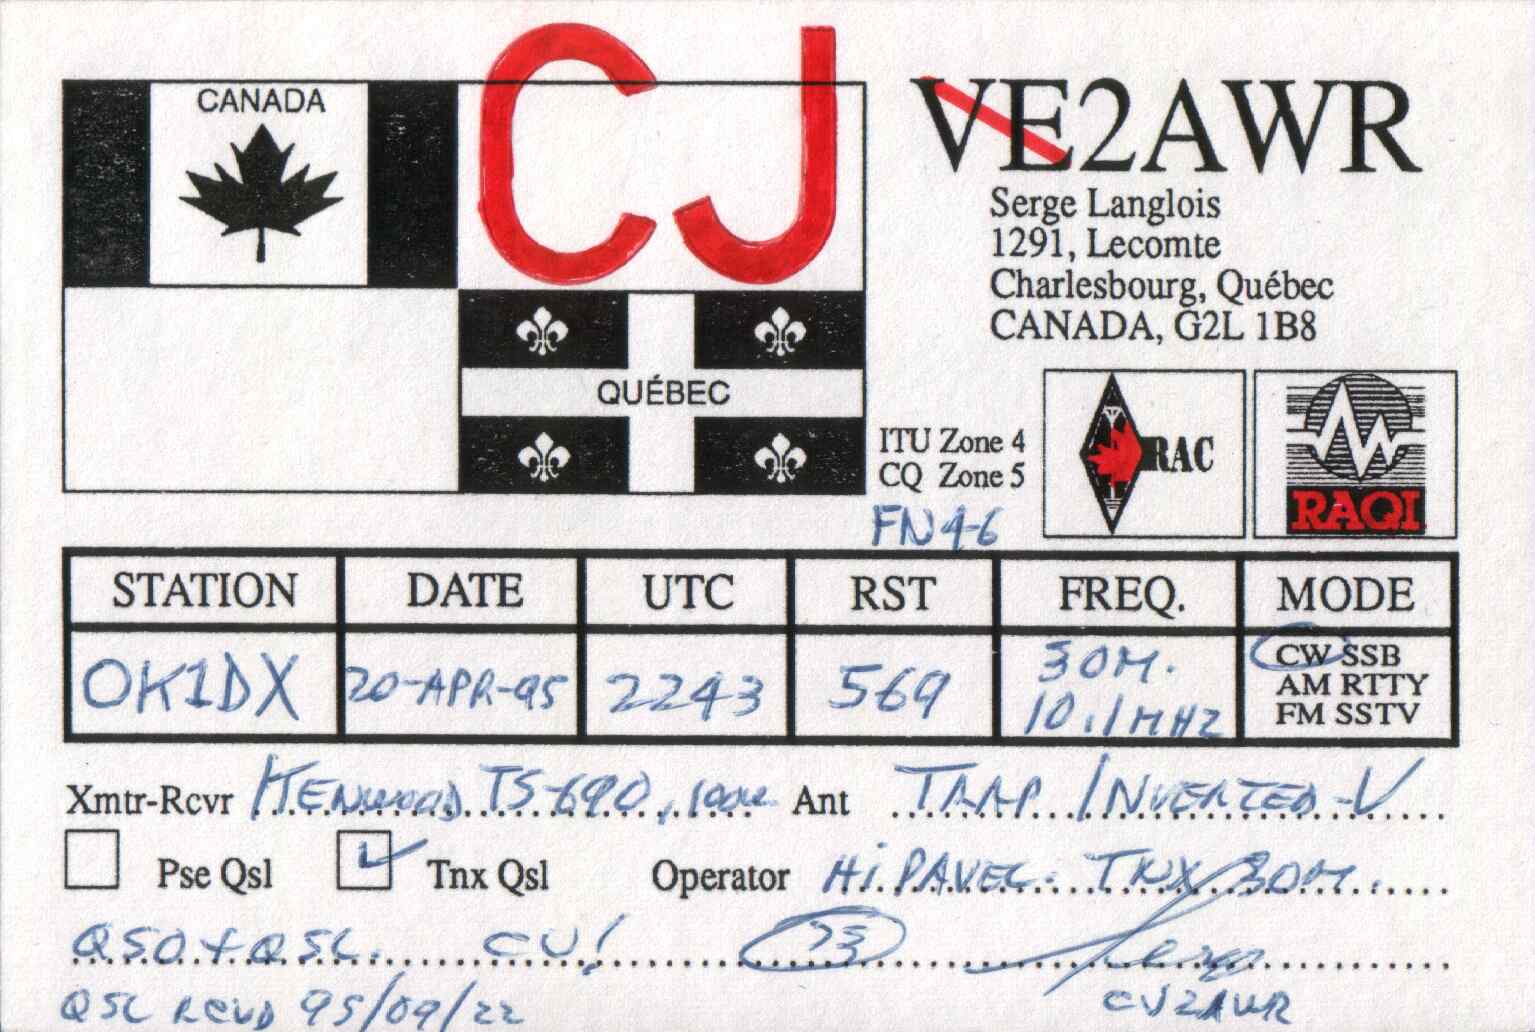 CJ
CANADA
VE2AWR
Serge Langlois
1291, Lecomte
Charlesbourg, Québec
CANADA, G2L 1B8
QUÉBEC
ITU Zone 4
CQ Zone 5
FN46
RAC
RAQI
STATION DATE UTC RST FREQ. MODE
OK1DX 20-APR-95 2243 569 30M. 10.1MHZ
CW SSB
AM RTTY
FM SSTV
Xmtr-Rcvr KENWOOD TS-690, 100W Ant TRAP INVERTED-V
Pse Qsl Tnx Qsl Operator Hi PAVEL. TNX 30M.
QSO + QSL. CU! 73 Serge
QSL RCVD 95/09/22 CJ2AWR